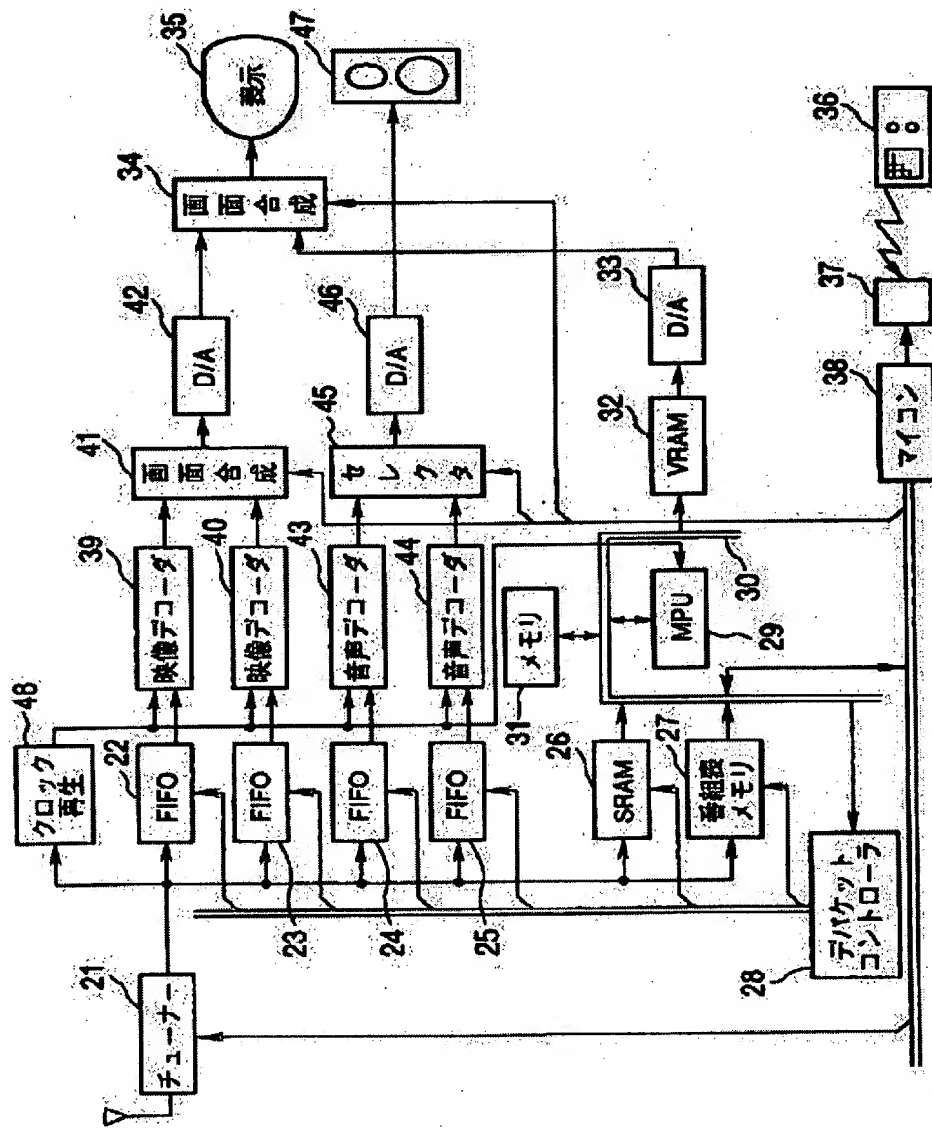 35
表示
47
34
画面合成
36
42
D/A
46
D/A
33
D/A
37
41
画面合成
45
セレクタ
32
VRAM
38
マイコン
39
映像デコーダ
40
映像デコーダ
43
音声デコーダ
44
音声デコーダ
メモリ
31
MPU
29
30
48
クロック
再生
22
FIFO
FIFO
23
FIFO
24
FIFO
25
26
SRAM
27
番組表
メモリ
21
チューナー
28
デパケット
コントローラ